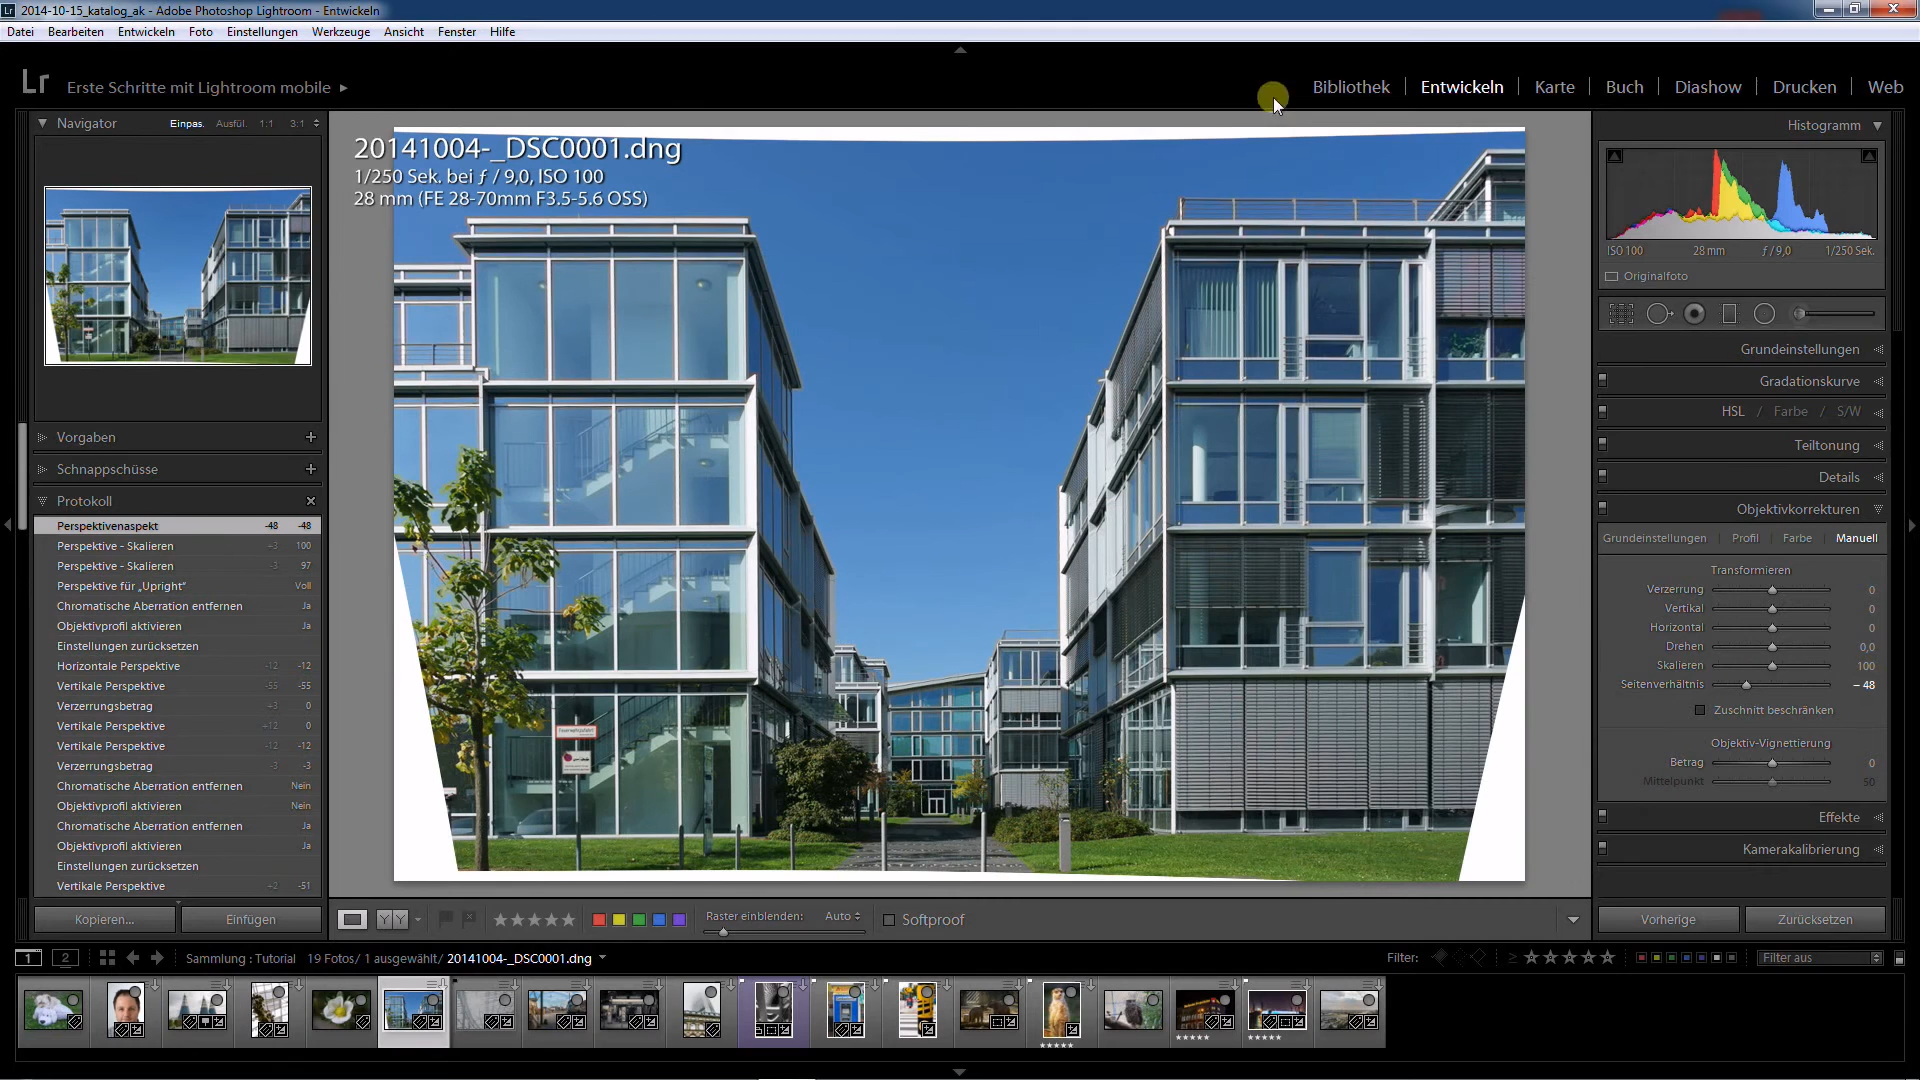 Lr 2014-10-15_katalog_ak - Adobe Photoshop Lightroom - Entwickeln
Datei Bearbeiten Entwickeln Foto Einstellungen Werkzeuge Ansicht Fenster Hilfe
Lr Erste Schritte mit Lightroom mobile
Bibliothek Entwickeln Karte Buch Diashow Drucken Web
Navigator Einpas. Ausfül. 1:1 3:1
20141004-_DSC0001.dng
1/250 Sek. bei ƒ / 9,0, ISO 100
28 mm (FE 28-70mm F3.5-5.6 OSS)
Vorgaben
Schnappschüsse
Protokoll
Perspektivenaspekt -48 -48
Perspektive - Skalieren +3 100
Perspektive - Skalieren -3 97
Perspektive für „Upright“ Voll
Chromatische Aberration entfernen Ja
Objektivprofil aktivieren Ja
Einstellungen zurücksetzen
Horizontale Perspektive -12 -12
Vertikale Perspektive -55 -55
Verzerrungsbetrag +3 0
Vertikale Perspektive +12 0
Vertikale Perspektive -12 -12
Verzerrungsbetrag -3 -3
Chromatische Aberration entfernen Nein
Objektivprofil aktivieren Nein
Chromatische Aberration entfernen Ja
Objektivprofil aktivieren Ja
Einstellungen zurücksetzen
Vertikale Perspektive +2 -51
Kopieren... Einfügen
Histogramm
ISO 100 28 mm ƒ / 9,0 1/250 Sek.
Originalfoto
Grundeinstellungen
Gradationskurve
HSL / Farbe / S/W
Teiltonung
Details
Objektivkorrekturen
Grundeinstellungen Profil Farbe Manuell
Transformieren
Verzerrung 0
Vertikal 0
Horizontal 0
Drehen 0,0
Skalieren 100
Seitenverhältnis – 48
Zuschnitt beschränken
Objektiv-Vignettierung
Betrag 0
Mittelpunkt 50
Effekte
Kamerakalibrierung
Vorherige Zurücksetzen
Y Y Raster einblenden: Auto Softproof
1 2 Sammlung : Tutorial 19 Fotos/ 1 ausgewählt/ 20141004-_DSC0001.dng
Filter: ≥ Filter aus